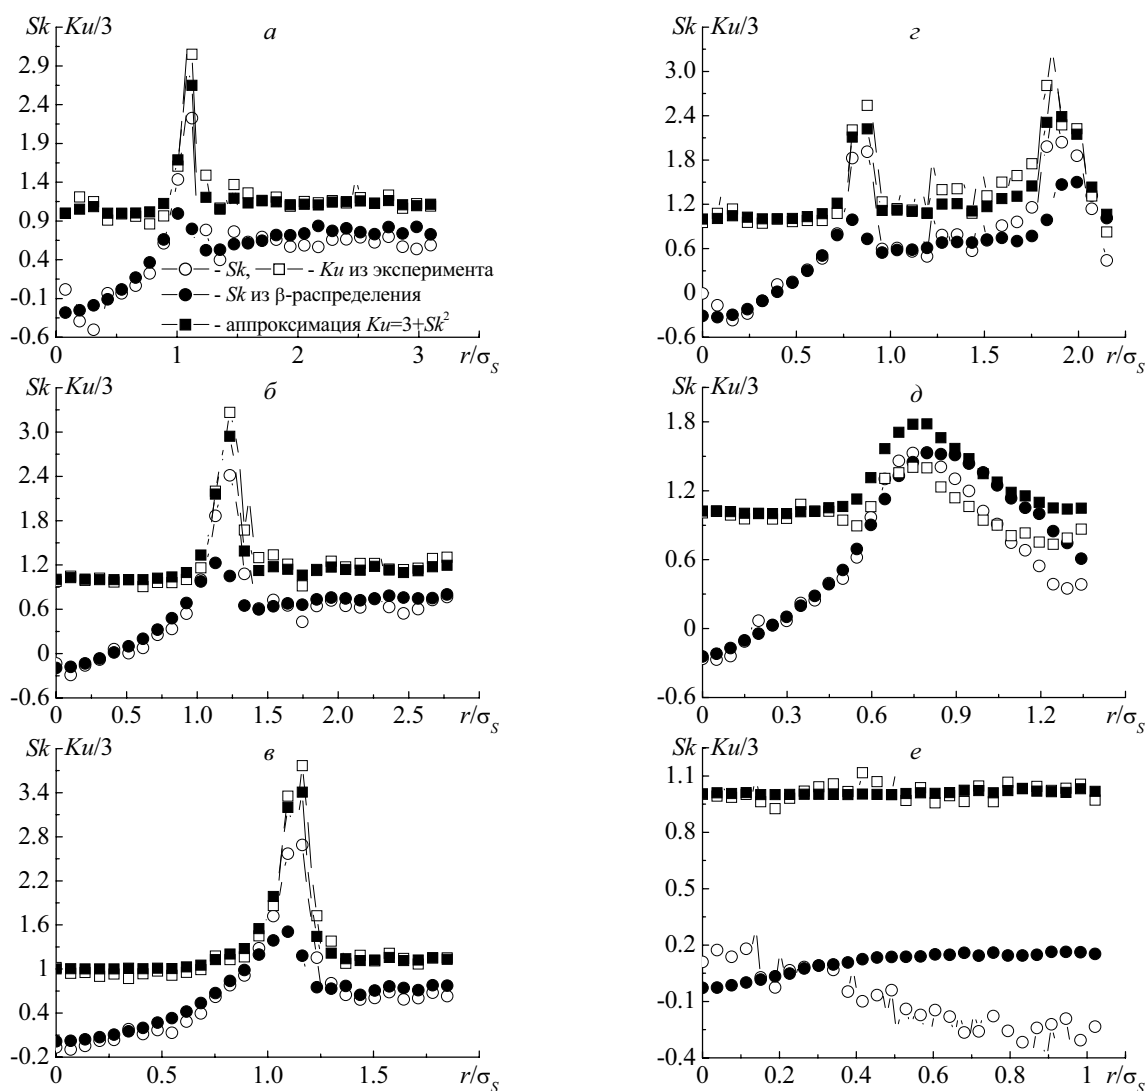 Sk Ku/3
а
2.9
2.4
1.9
1.4
0.9
0.4
-0.1
-0.6
0 1 2 3 r/σS
- Sk, - Ku из эксперимента
- Sk из β-распределения
- аппроксимация Ku=3+Sk²
Sk Ku/3
б
3.0
2.4
1.8
1.2
0.6
0
-0.6
0 0.5 1.0 1.5 2.0 2.5 r/σS
Sk Ku/3
в
3.4
2.8
2.2
1.6
1
0.4
-0.2
0 0.5 1.0 1.5 2.0 r/σS
Sk Ku/3
г
3.6
3.0
2.4
1.8
1.2
0.6
0
-0.6
0 0.5 1.0 1.5 2.0 r/σS
Sk Ku/3
д
1.8
1.2
0.6
0
-0.6
0 0.3 0.6 0.9 1.2 r/σS
Sk Ku/3
е
1.1
0.8
0.5
0.2
-0.1
-0.4
0 0.2 0.4 0.6 0.8 1 r/σS